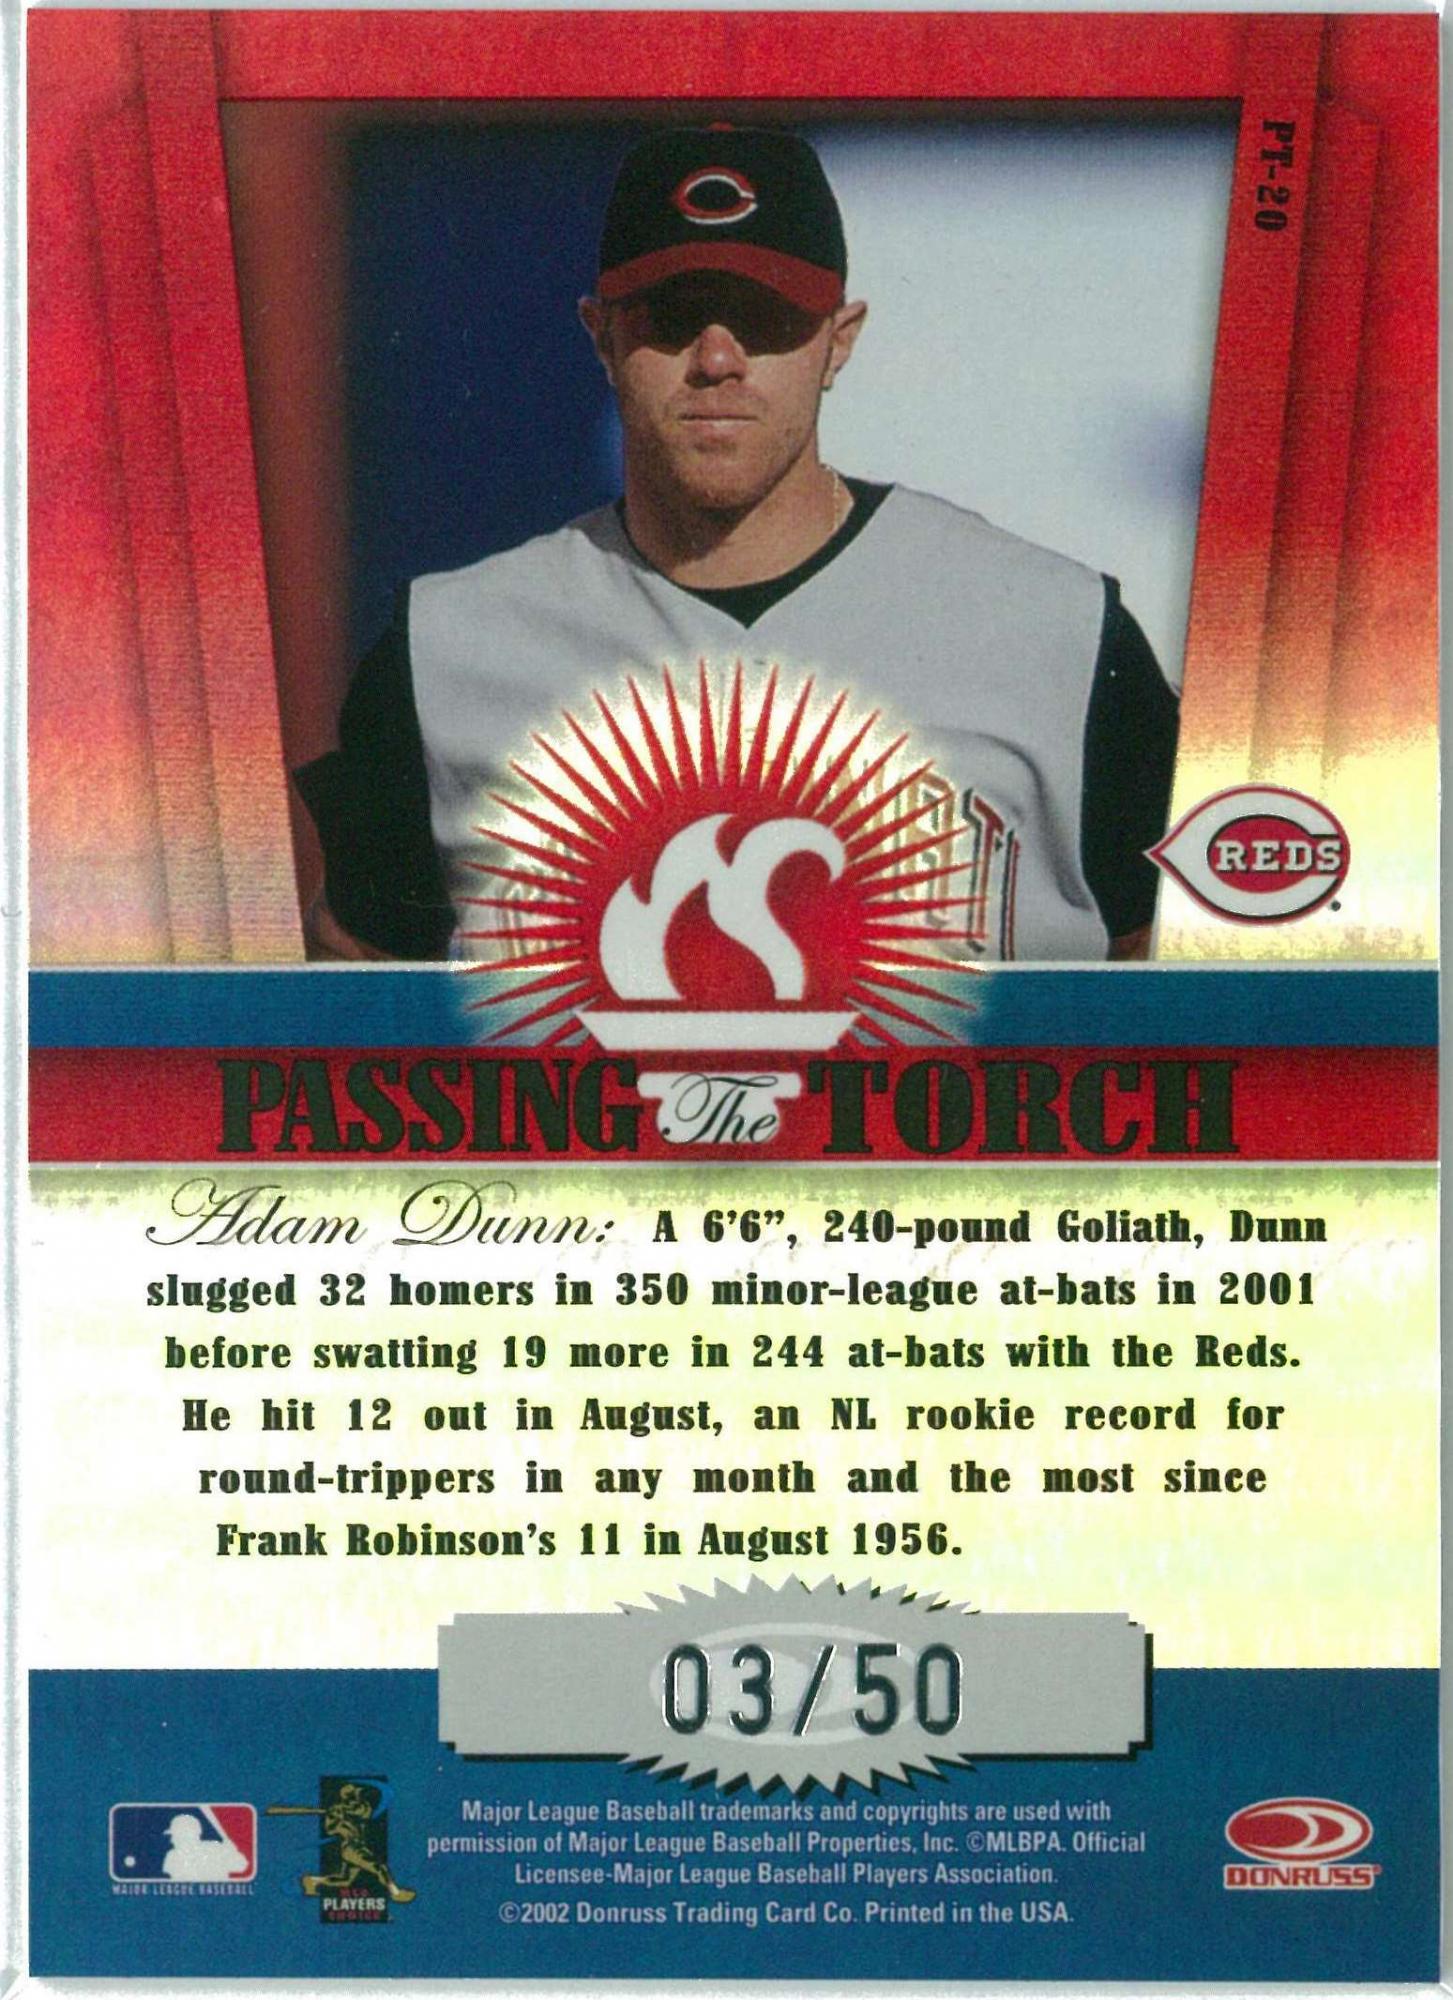 PT-20
REDS
PASSING The TORCH
Adam Dunn: A 6'6”, 240-pound Goliath, Dunn
slugged 32 homers in 350 minor-league at-bats in 2001
before swatting 19 more in 244 at-bats with the Reds.
He hit 12 out in August, an NL rookie record for
round-trippers in any month and the most since
Frank Robinson’s 11 in August 1956.
03/50
MAJOR LEAGUE BASEBALL
PLAYERS
CHOICE
Major League Baseball trademarks and copyrights are used with
permission of Major League Baseball Properties, Inc. ©MLBPA. Official
Licensee-Major League Baseball Players Association.
©2002 Donruss Trading Card Co. Printed in the USA.
DONRUSS